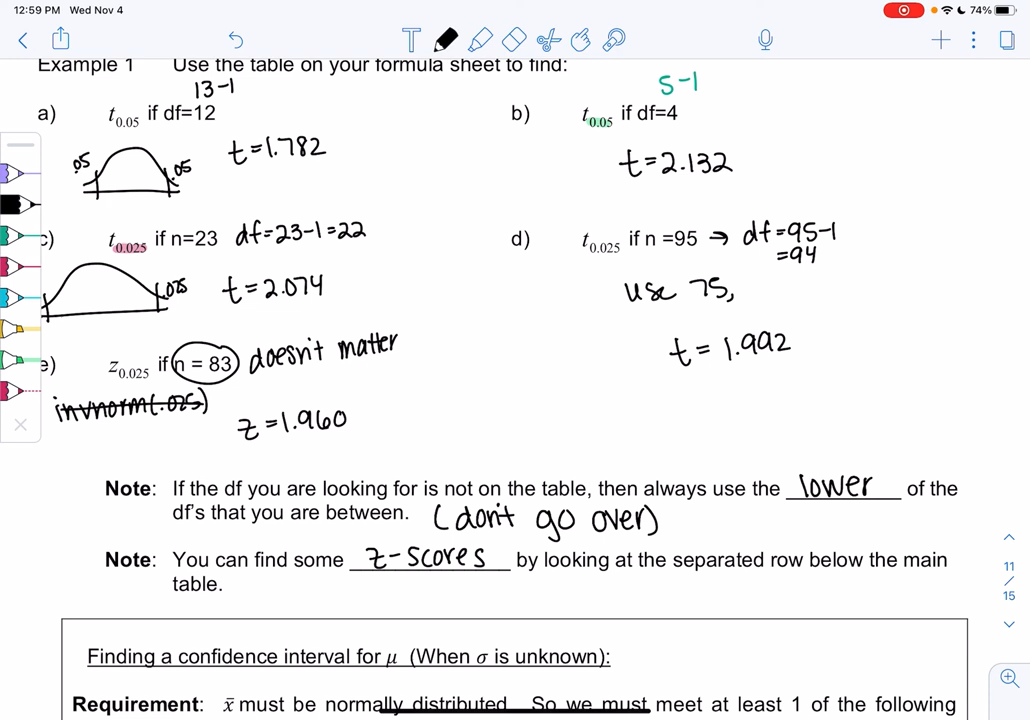 12:59 PM Wed Nov 4
74%
Example 1 Use the table on your formula sheet to find:
13-1
5-1
a) t0.05 if df=12
b) t0.05 if df=4
.05 .05
t=1.782
t=2.132
c) t0.025 if n=23 df=23-1=22
d) t0.025 if n =95 → df=95-1
=94
.025
t=2.074
use 75,
t=1.992
e) z0.025 if n = 83 doesn't matter
invnorm(.025)
z=1.960
Note: If the df you are looking for is not on the table, then always use the lower of the
df's that you are between. (don't go over)
Note: You can find some z-scores by looking at the separated row below the main
table.
11
/
15
Finding a confidence interval for μ (When σ is unknown):
Requirement: x̄ must be normally distributed. So we must meet at least 1 of the following